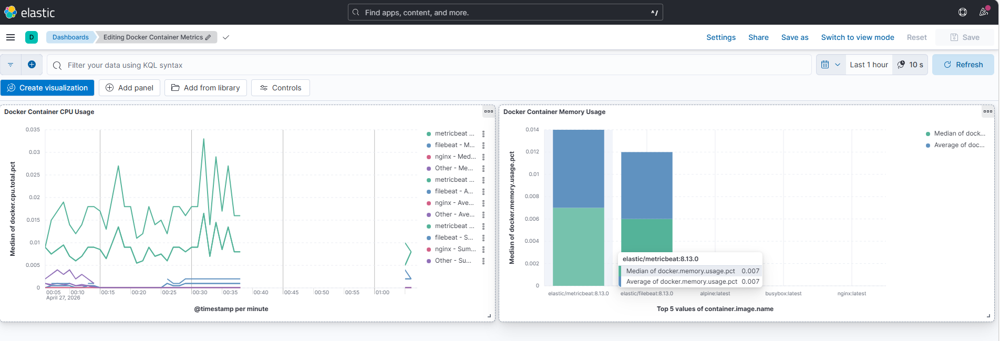 elastic
Find apps, content, and more.
^/
D
Dashboards
Editing Docker Container Metrics
Settings
Share
Save as
Switch to view mode
Reset
Save
Filter your data using KQL syntax
Last 1 hour
10 s
Refresh
Create visualization
Add panel
Add from library
Controls
Docker Container CPU Usage
Median of docker.cpu.total.pct
0.035
0.03
0.025
0.02
0.015
0.01
0.005
0
00:05
00:10
00:15
00:20
00:25
00:30
00:35
00:40
00:45
00:50
00:55
01:00
April 27, 2026
@timestamp per minute
metricbeat ...
filebeat - M...
nginx - Med...
Other - Me...
metricbeat ...
filebeat - A...
nginx - Ave...
Other - Ave...
metricbeat ...
filebeat - S...
nginx - Sum...
Other - Su...
Docker Container Memory Usage
Median of docker.memory.usage.pct
0.014
0.012
0.01
0.008
0.006
0.004
0.002
0
elastic/metricbeat:8.13.0
Median of docker.memory.usage.pct 0.007
Average of docker.memory.usage.pct 0.007
elastic/metricbeat:8.13.0
elastic/filebeat:8.13.0
alpine:latest
busybox:latest
nginx:latest
Top 5 values of container.image.name
Median of dock...
Average of doc...